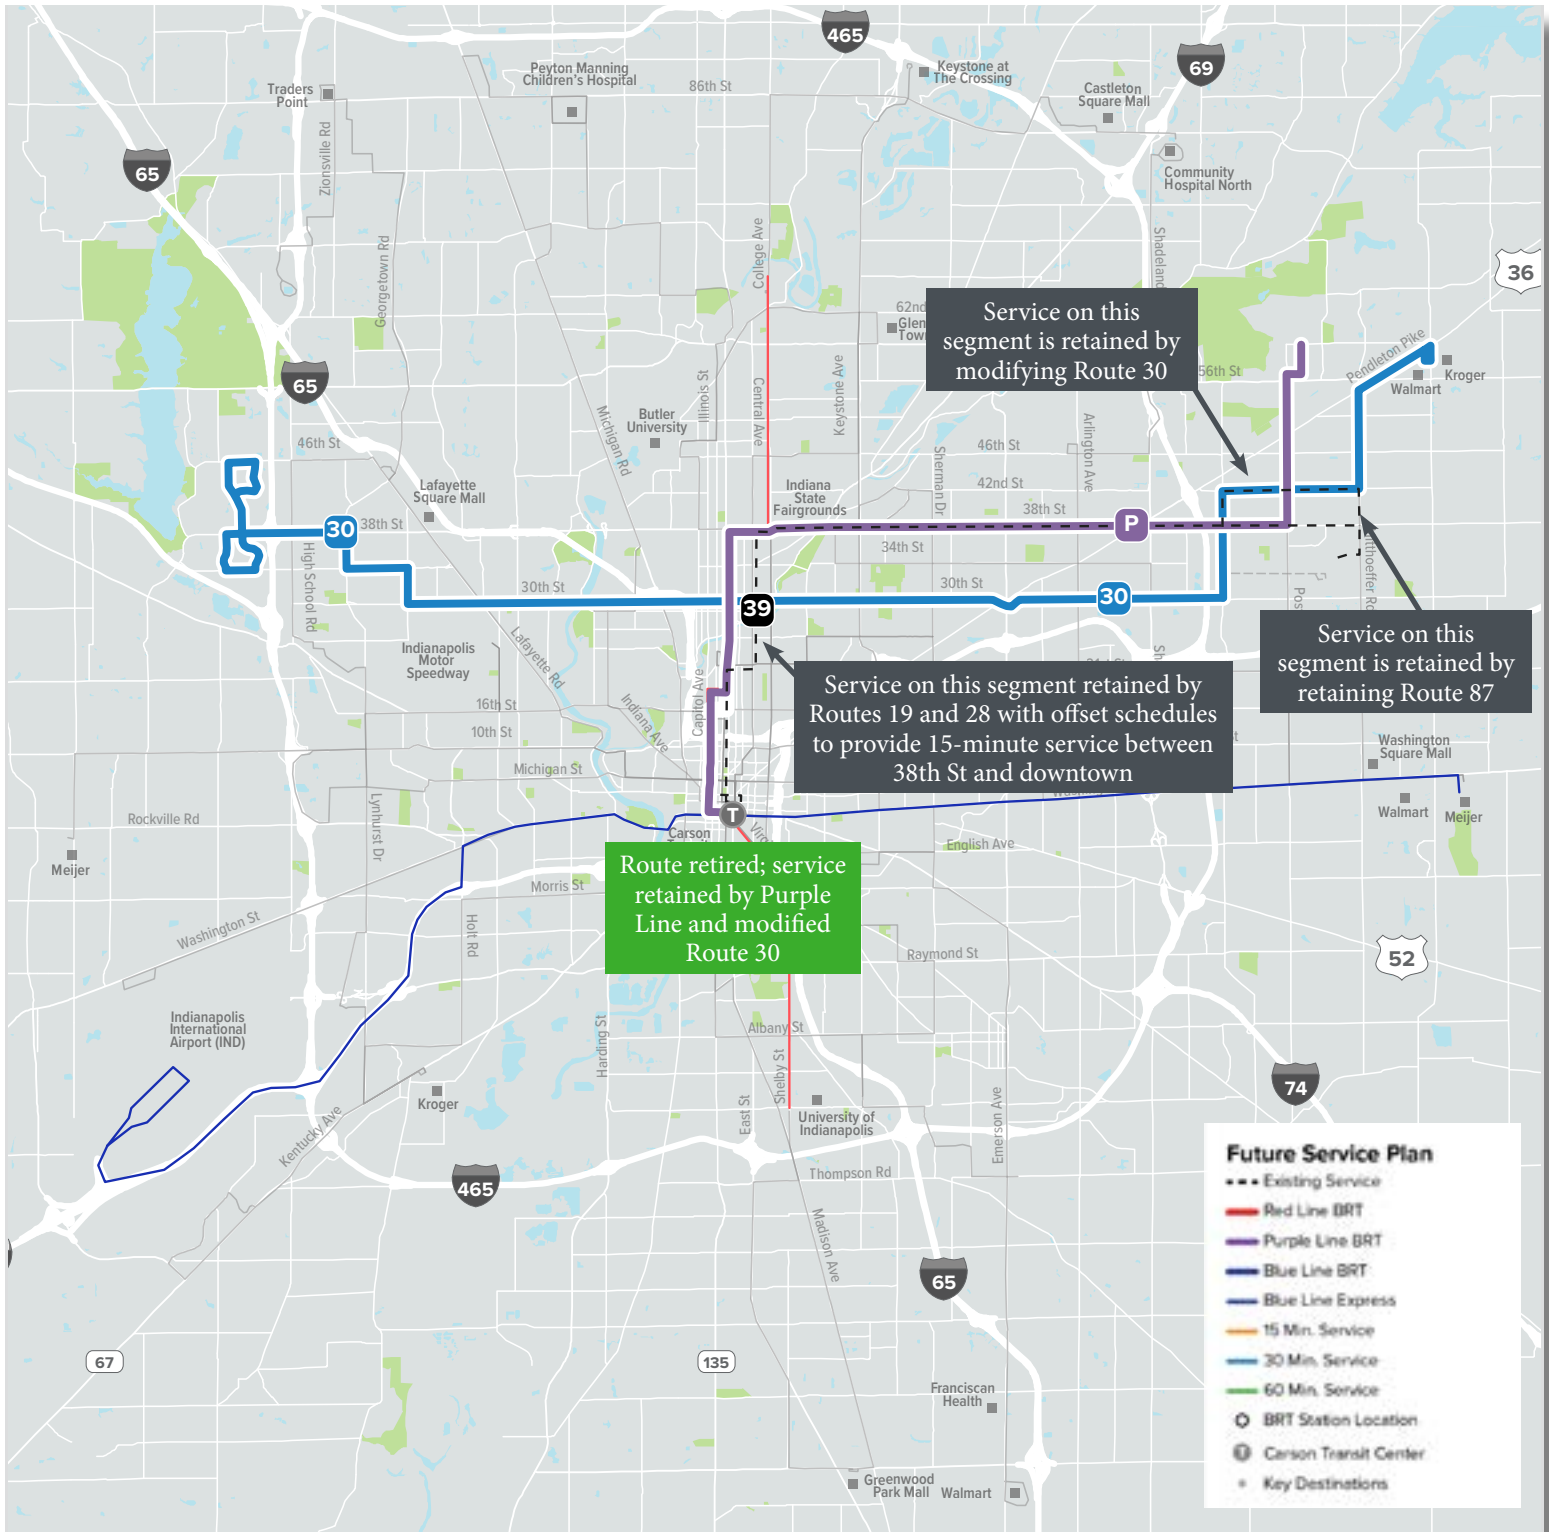 465
69
Keystone at
The Crossing
Peyton Manning
Children's Hospital
86th St
Traders
Point
Castleton
Square Mall
Zionsville Rd
65
Community
Hospital North
Georgetown Rd
College Ave
Shadeland
36
62nd
Glen
Town
Service on this
segment is retained by
modifying Route 30
56th St
Pendleton Pike
Kroger
Walmart
65
Illinois St
Central Ave
Keystone Ave
Michigan Rd
Butler
University
Arlington Ave
46th St
46th St
Sherman Dr
Lafayette
Square Mall
Indiana
State
Fairgrounds
42nd St
30
38th St
38th St
P
High School Rd
34th St
30th St
30th St
30
39
Pos
Lafayette Rd
Indianapolis
Motor
Speedway
Service on this
segment is retained by
retaining Route 87
Sh
Service on this segment retained by
Routes 19 and 28 with offset schedules
to provide 15-minute service between
38th St and downtown
Capitol Ave
Indiana Ave
16th St
10th St
Washington
Square Mall
Michigan St
Lynhurst Dr
Rockville Rd
T
Carson
Walmart
Meijer
English Ave
Meijer
Route retired; service
retained by Purple
Line and modified
Route 30
Morris St
Washington St
Holt Rd
Raymond St
52
Indianapolis
International
Airport (IND)
Harding St
Albany St
Shelby St
Kroger
East St
University of
Indianapolis
Emerson Ave
74
Kentucky Ave
465
Thompson Rd
Madison Ave
65
67
135
Franciscan
Health
Greenwood
Park Mall
Walmart
Future Service Plan
Existing Service
Red Line BRT
Purple Line BRT
Blue Line BRT
Blue Line Express
15 Min. Service
30 Min. Service
60 Min. Service
BRT Station Location
T
Carson Transit Center
Key Destinations